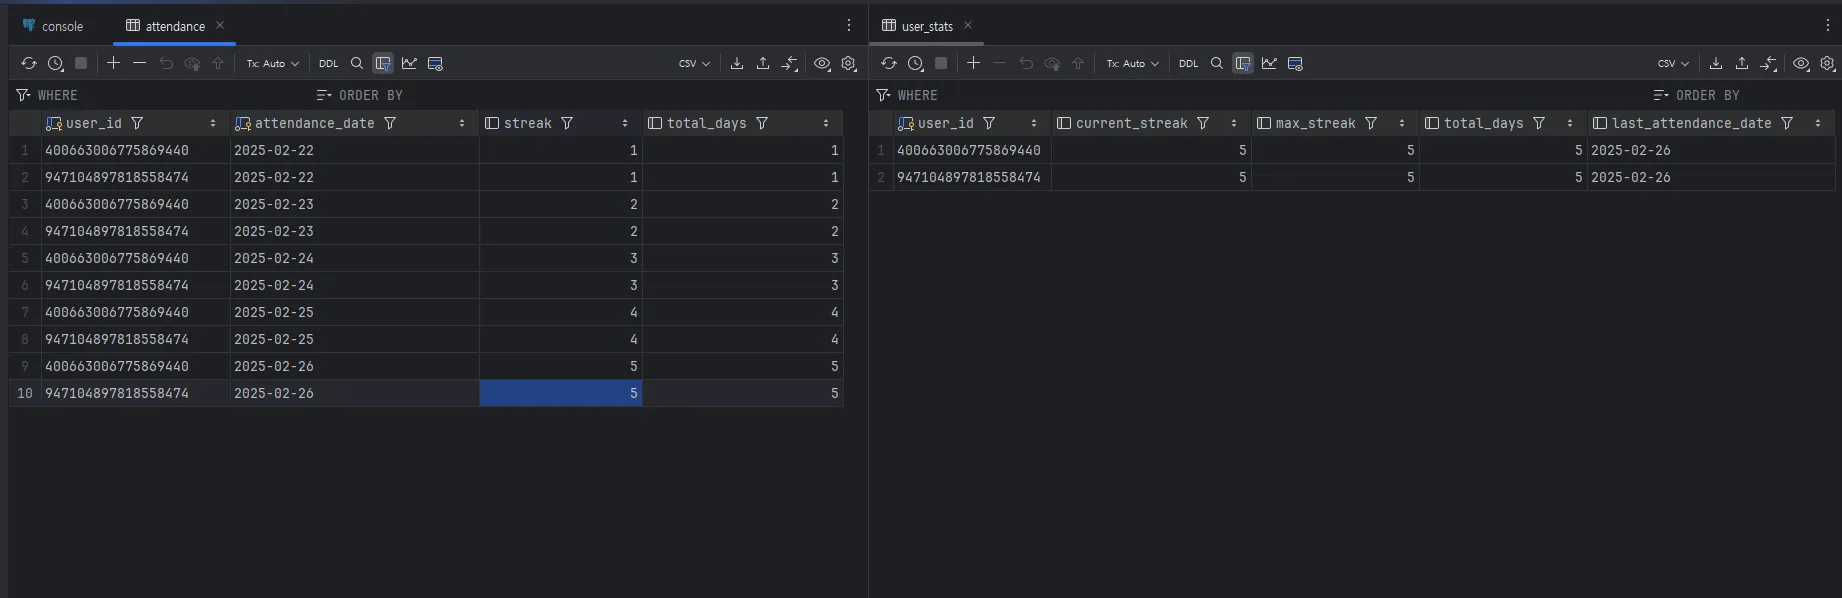 console
attendance
user_stats
Tx: Auto
DDL
CSV
Tx: Auto
DDL
CSV
WHERE
ORDER BY
WHERE
ORDER BY
user_id attendance_date streak total_days
1 400663006775869440 2025-02-22 1 1
2 947104897818558474 2025-02-22 1 1
3 400663006775869440 2025-02-23 2 2
4 947104897818558474 2025-02-23 2 2
5 400663006775869440 2025-02-24 3 3
6 947104897818558474 2025-02-24 3 3
7 400663006775869440 2025-02-25 4 4
8 947104897818558474 2025-02-25 4 4
9 400663006775869440 2025-02-26 5 5
10 947104897818558474 2025-02-26 5 5
user_id current_streak max_streak total_days last_attendance_date
1 400663006775869440 5 5 5 2025-02-26
2 947104897818558474 5 5 5 2025-02-26